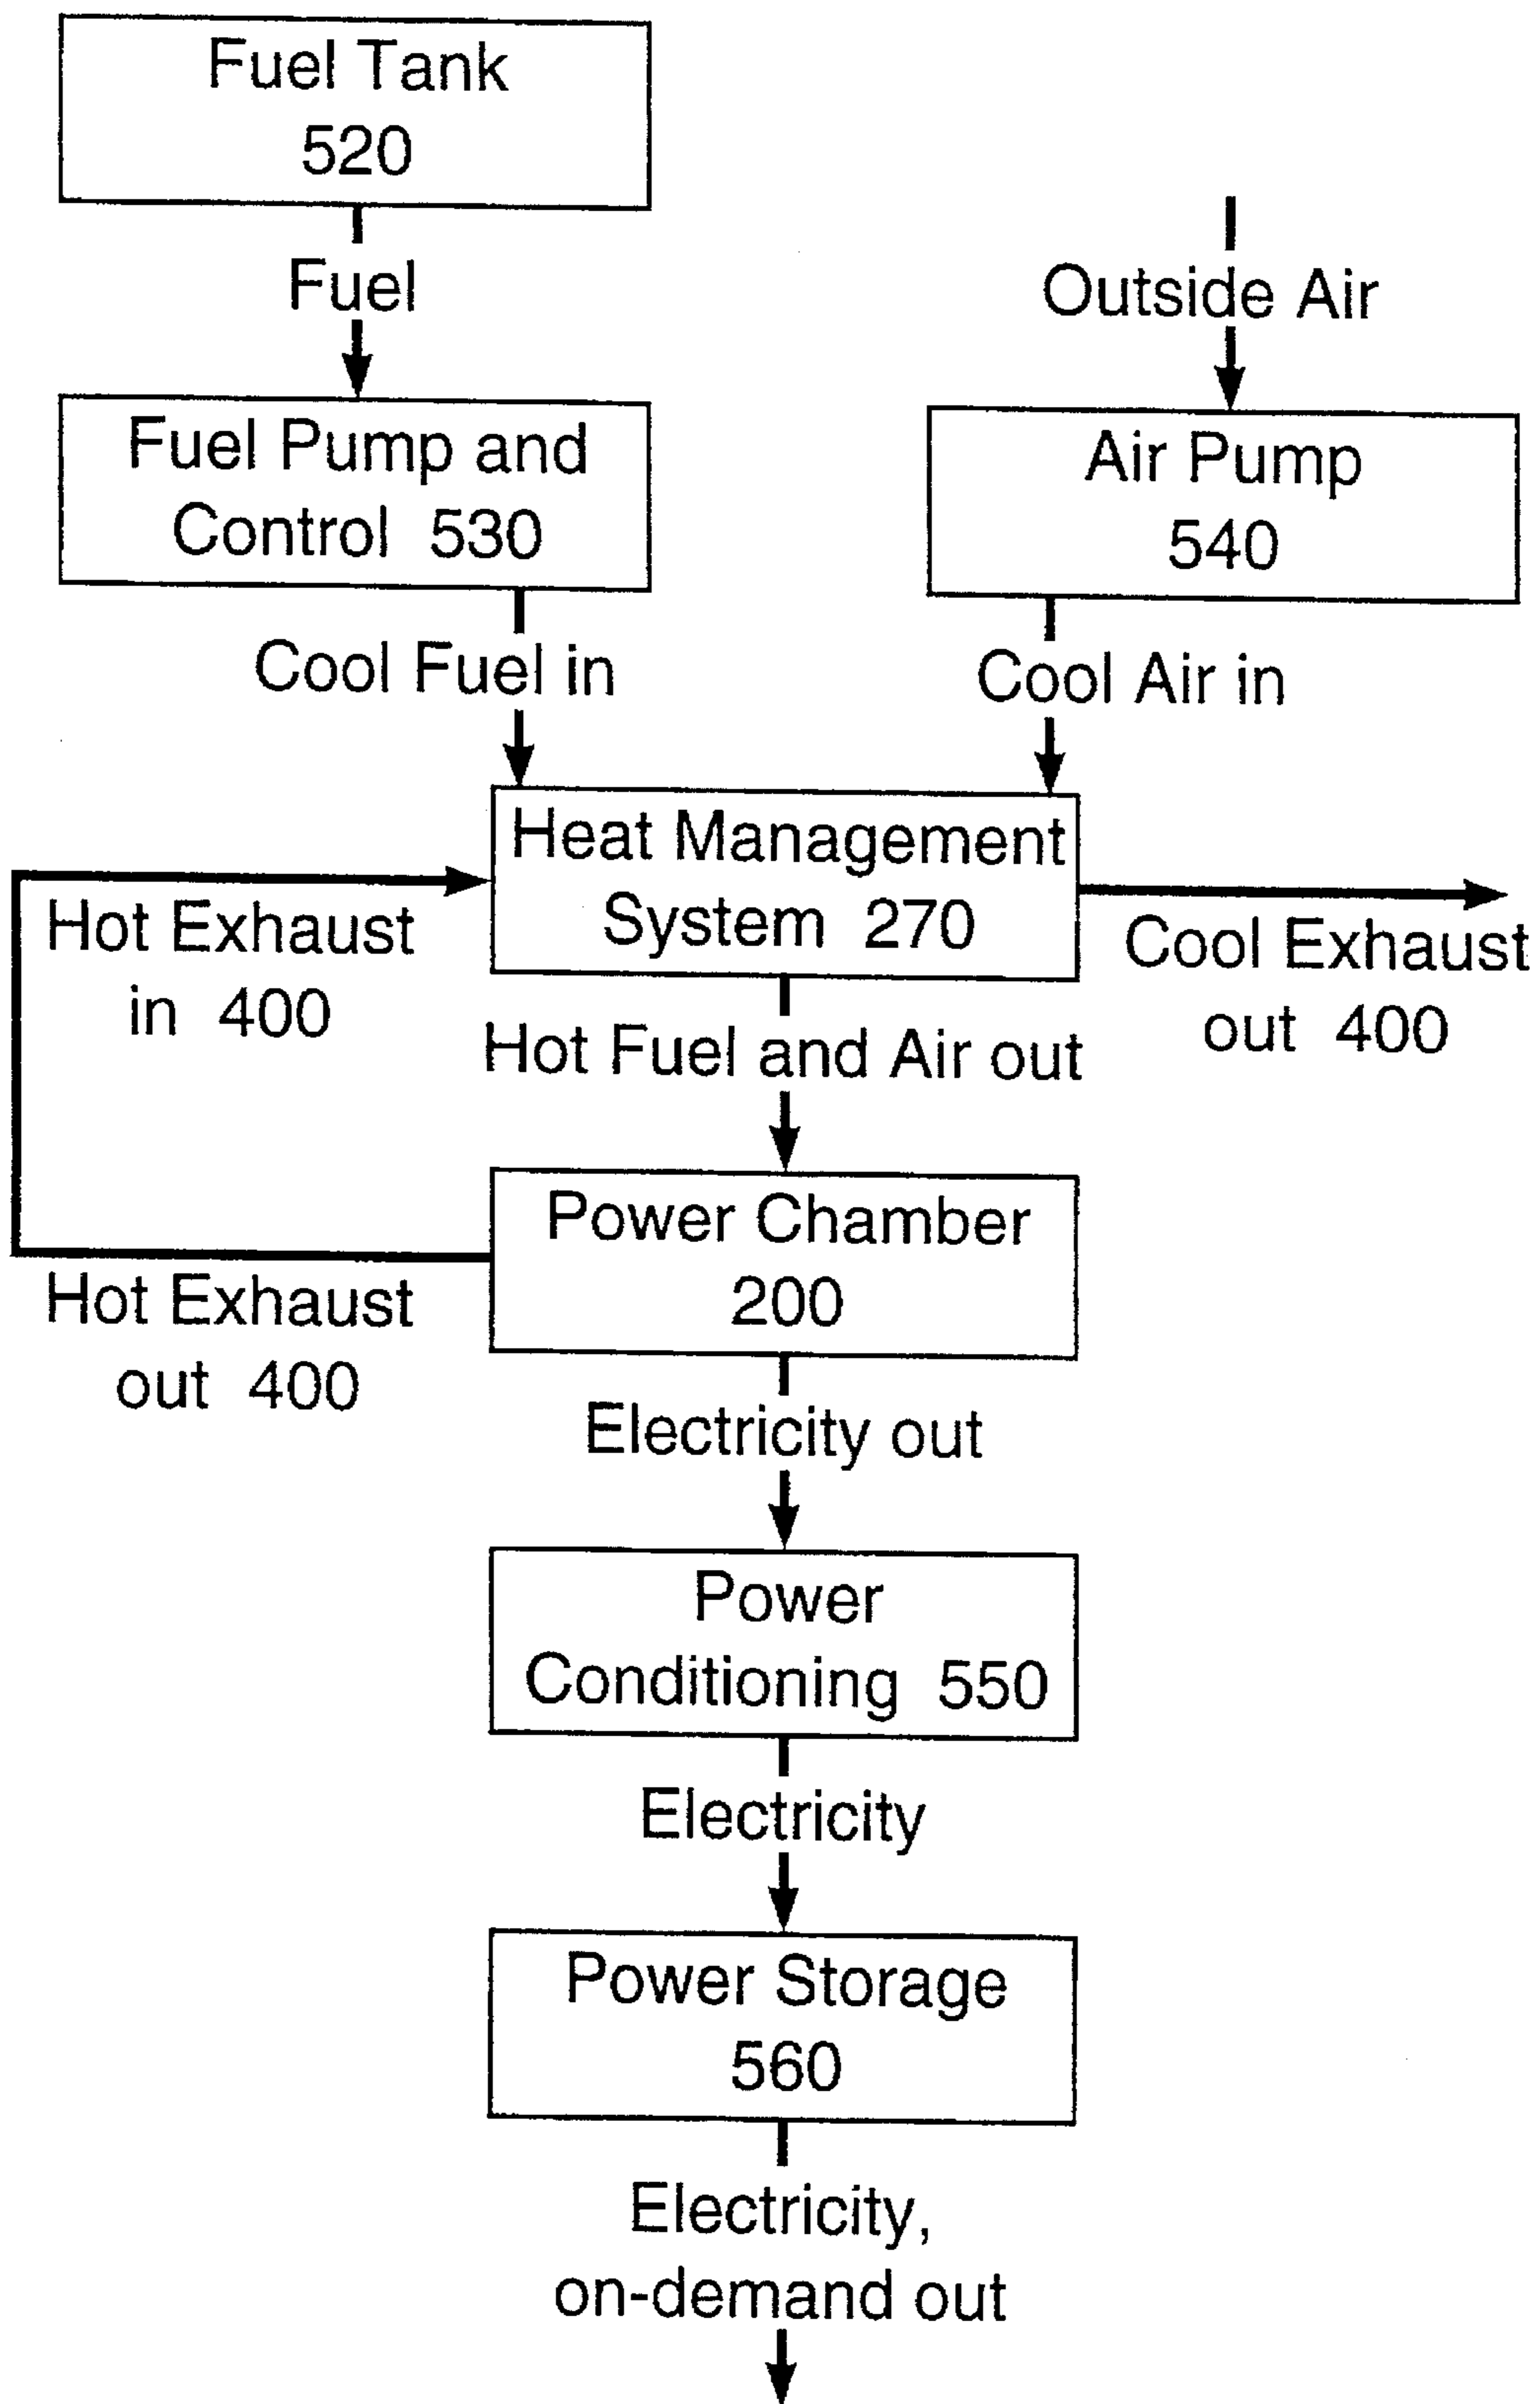 Fuel Tank
520
Fuel
Outside Air
Fuel Pump and
Control 530
Air Pump
540
Cool Fuel in
Cool Air in
Heat Management
System 270
Hot Exhaust
in 400
Cool Exhaust
out 400
Hot Fuel and Air out
Power Chamber
200
Hot Exhaust
out 400
Electricity out
Power
Conditioning 550
Electricity
Power Storage
560
Electricity,
on-demand out